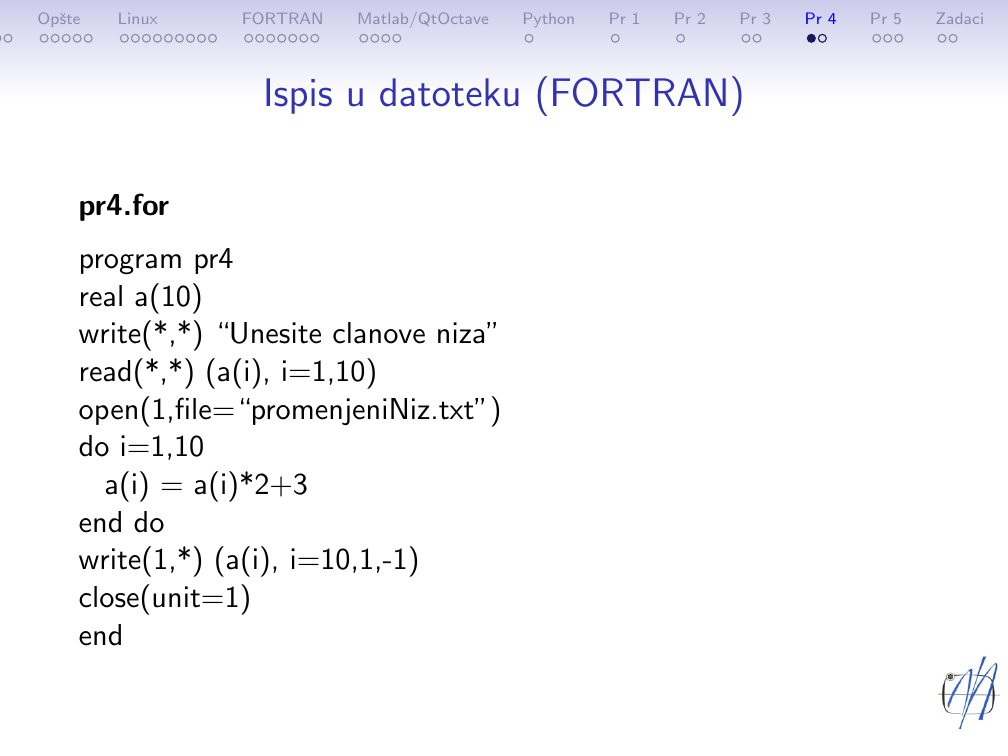 Opšte Linux FORTRAN Matlab/QtOctave Python Pr 1 Pr 2 Pr 3 Pr 4 Pr 5 Zadaci
Ispis u datoteku (FORTRAN)
pr4.for
program pr4
real a(10)
write(*,*) “Unesite clanove niza”
read(*,*) (a(i), i=1,10)
open(1,file=“promenjeniNiz.txt”)
do i=1,10
a(i) = a(i)*2+3
end do
write(1,*) (a(i), i=10,1,-1)
close(unit=1)
end